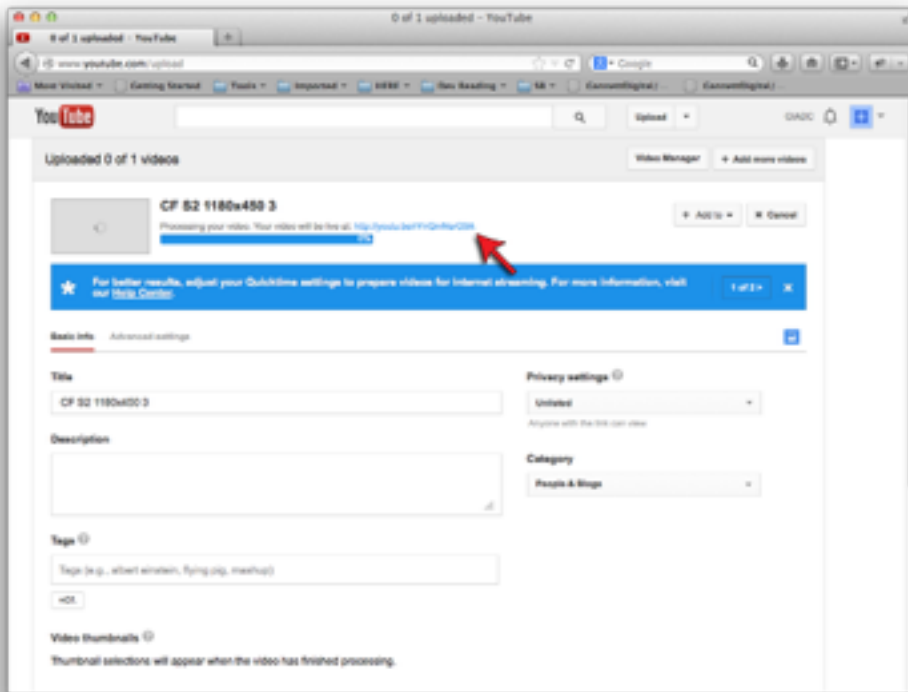 0 of 1 uploaded - YouTube
0 of 1 uploaded - YouTube
www.youtube.com/upload
Google
Most Visited Getting Started Tools Imported HERE Dev Reading SB
YouTube Upload
Uploaded 0 of 1 videos Video Manager + Add more videos
CF S2 1180x450 3
+ Add to Cancel
Processing your video. Your video will be live at:
For better results, adjust your Quicktime settings to prepare videos for internet streaming. For more information, visit
our Help Center.
Basic info Advanced settings
Title
Privacy settings
CF S2 1180x450 3
Unlisted
Anyone with the link can view
Description
Category
People & Blogs
Tags
Tags (e.g., albert einstein, flying pig, mashup)
Video thumbnails
Thumbnail selections will appear when the video has finished processing.